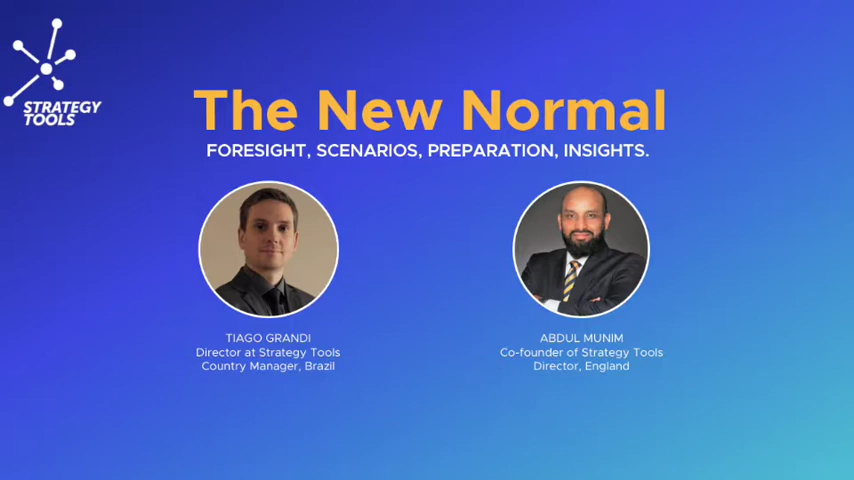 STRATEGY
TOOLS
The New Normal
FORESIGHT, SCENARIOS, PREPARATION, INSIGHTS.
TIAGO GRANDI
Director at Strategy Tools
Country Manager, Brazil
ABDUL MUNIM
Co-founder of Strategy Tools
Director, England